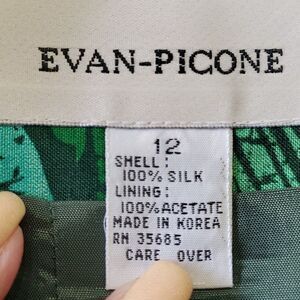 EVAN-PICONE
12
SHELL:
100% SILK
LINING:
100% ACETATE
MADE IN KOREA
RN 35685
CARE OVER